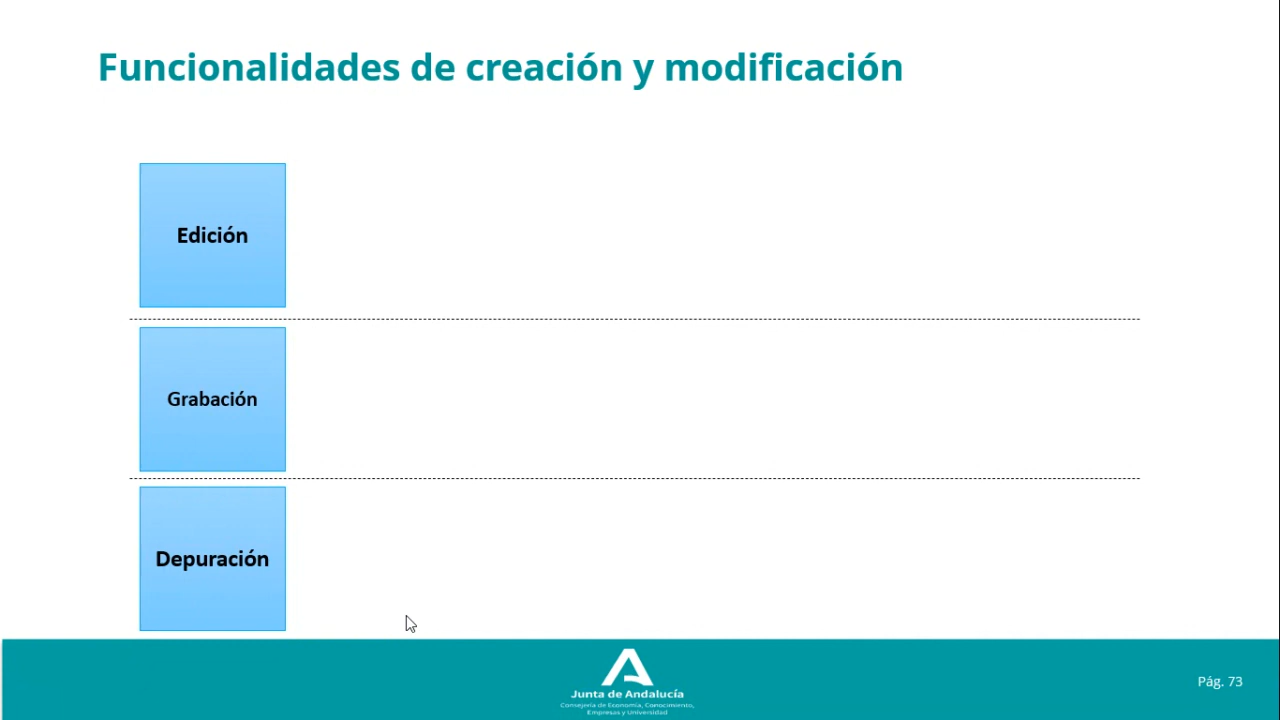 Funcionalidades de creación y modificación
Edición
Grabación
Depuración
Junta de Andalucía
Consejería de Economía, Conocimiento,
Empresas y Universidad
Pág. 73